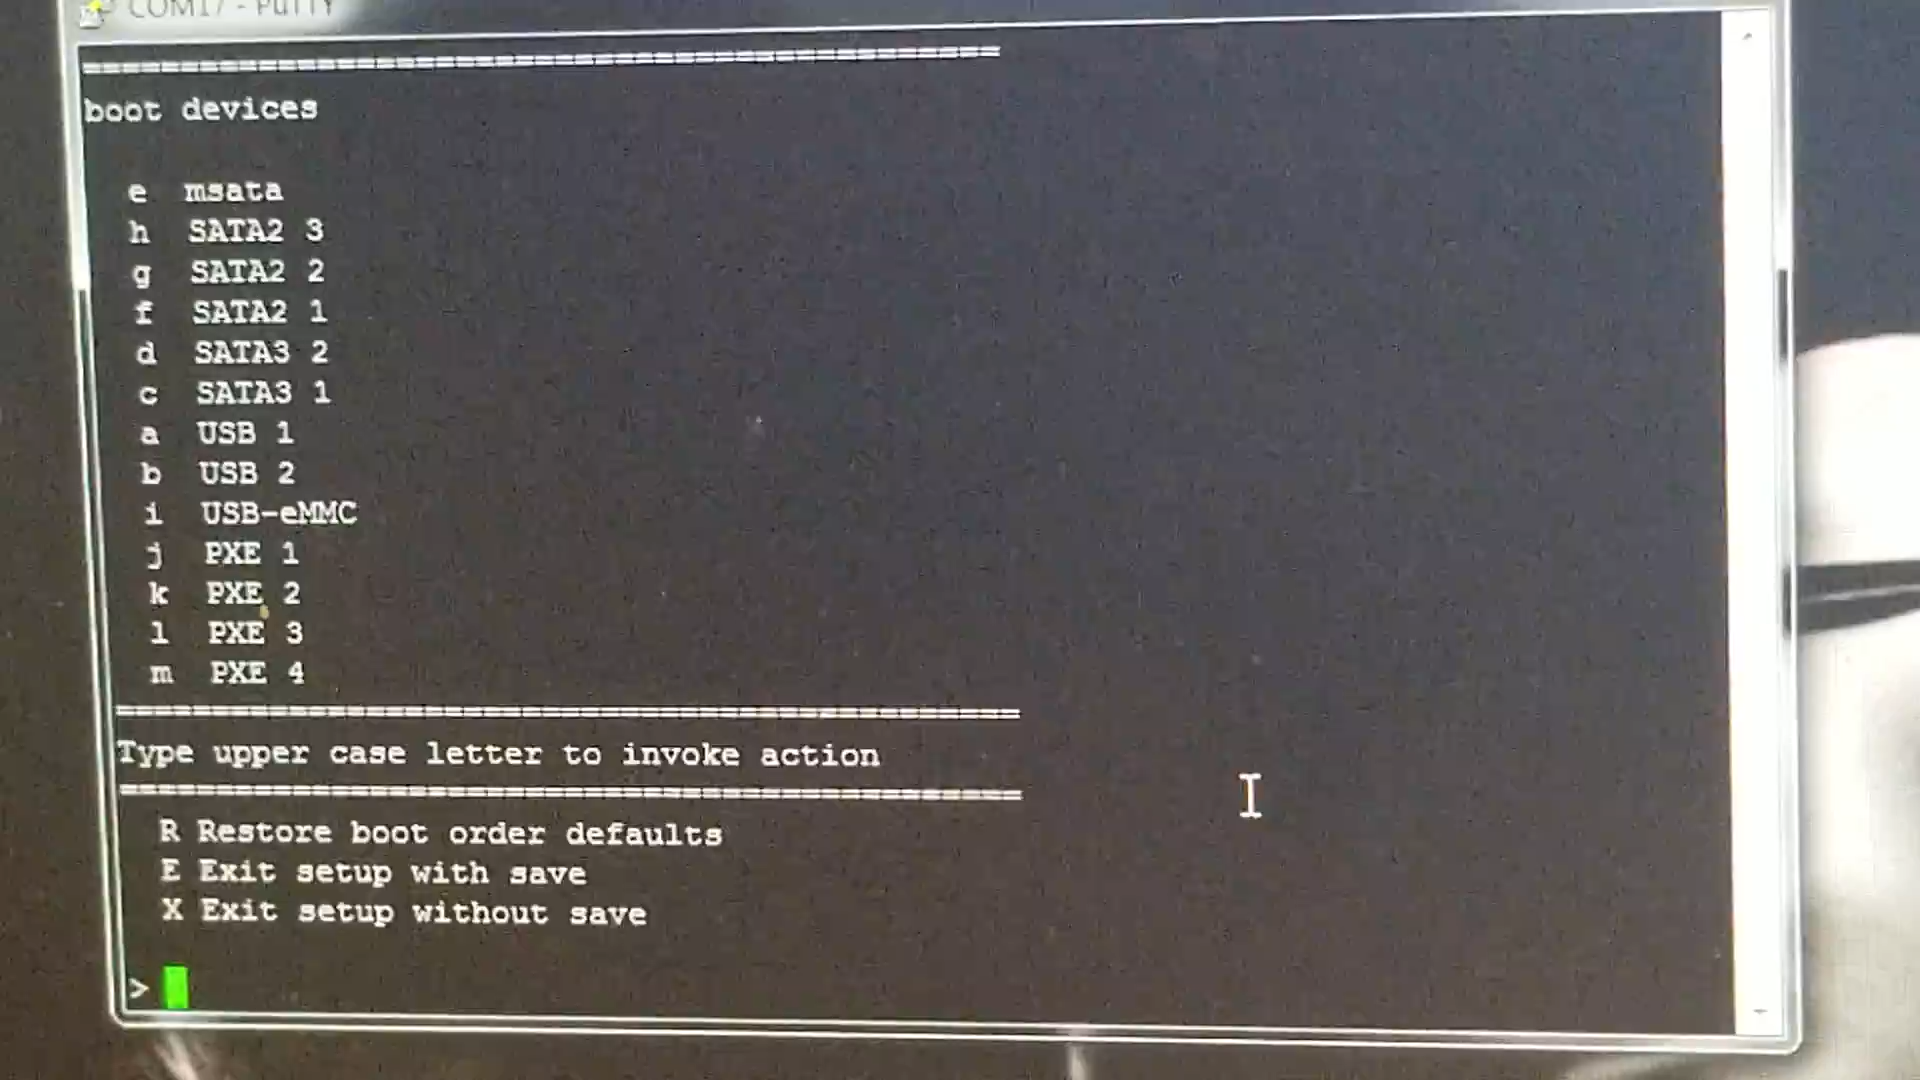 COM17 - PuTTY
===============================================
boot devices
e msata
h SATA2 3
g SATA2 2
f SATA2 1
d SATA3 2
c SATA3 1
a USB 1
b USB 2
i USB-eMMC
j PXE 1
k PXE 2
l PXE 3
m PXE 4
===============================================
Type upper case letter to invoke action
===============================================
R Restore boot order defaults
E Exit setup with save
X Exit setup without save
>